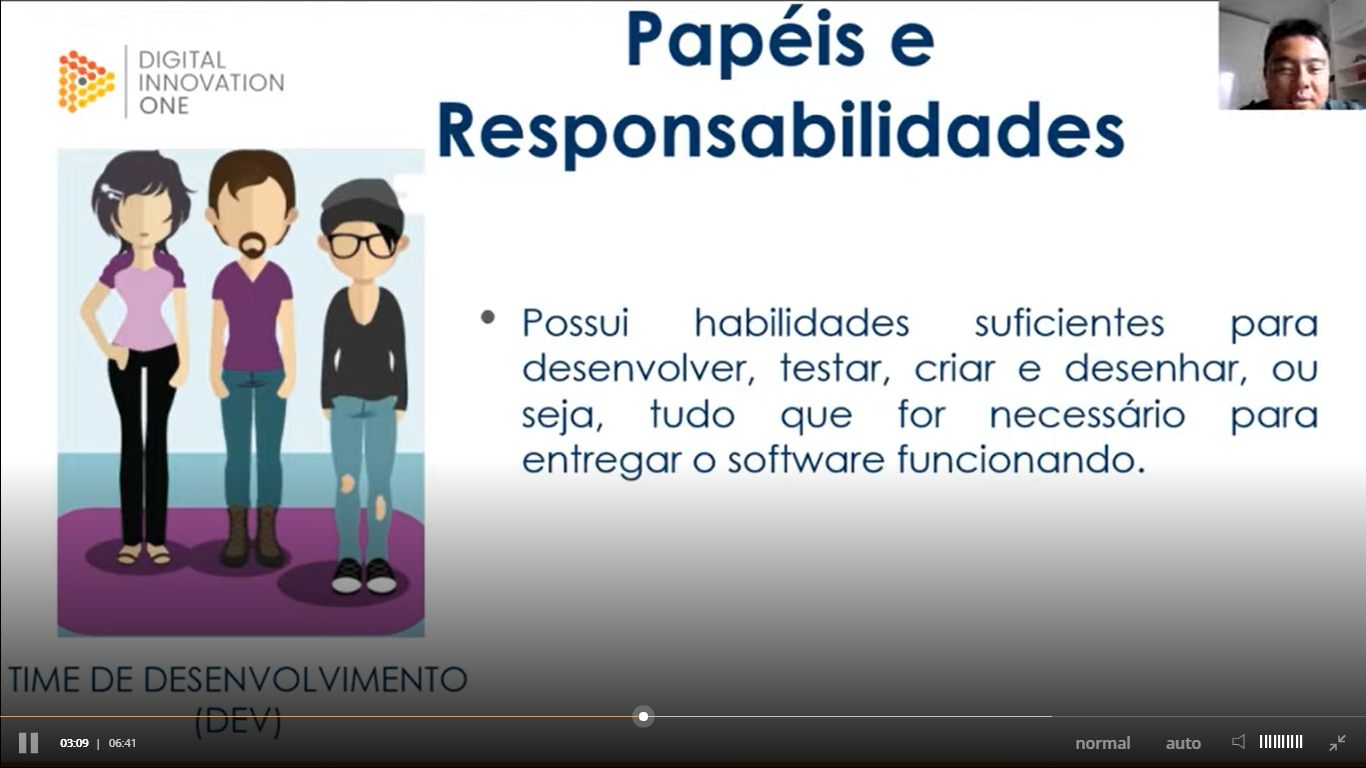 DIGITAL
INNOVATION
ONE
Papéis e
Responsabilidades
• Possui habilidades suficientes para
desenvolver, testar, criar e desenhar, ou
seja, tudo que for necessário para
entregar o software funcionando.
TIME DE DESENVOLVIMENTO
(DEV)
03:09 | 06:41
normal auto